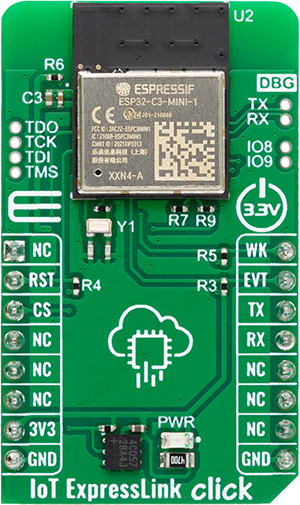 U2
R6
C3
DBG
TX
RX
IO8
IO9
TDO
TCK
TDI
TMS
ESPRESSIF
ESP32-C3-MINI-1
XXN4-A
R7 R9
Y1
3.3V
R5
R4
R3
NC
RST
CS
NC
NC
NC
3V3
GND
WK
EVT
TX
RX
NC
NC
NC
GND
PWR
4C057
28A4J
IoT ExpressLink click